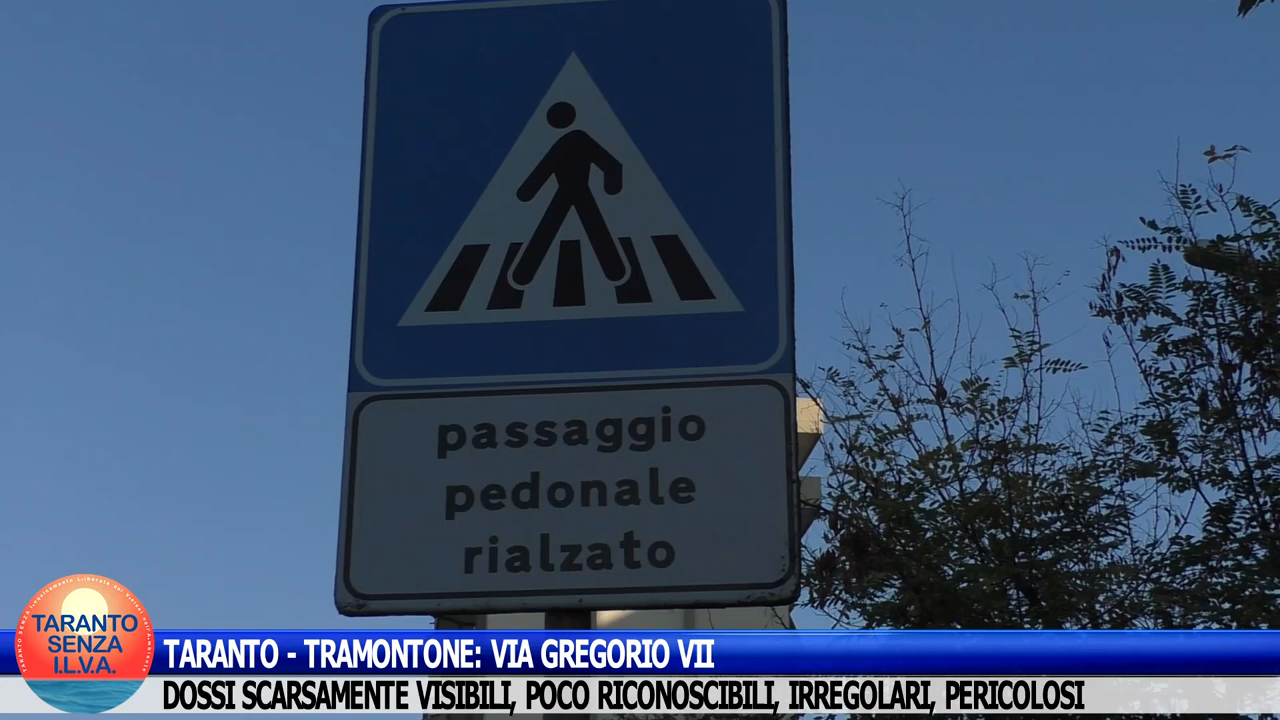 passaggio
pedonale
rialzato
TARANTO
SENZA
I.L.V.A.
TARANTO - TRAMONTONE: VIA GREGORIO VII
DOSSI SCARSAMENTE VISIBILI, POCO RICONOSCIBILI, IRREGOLARI, PERICOLOSI